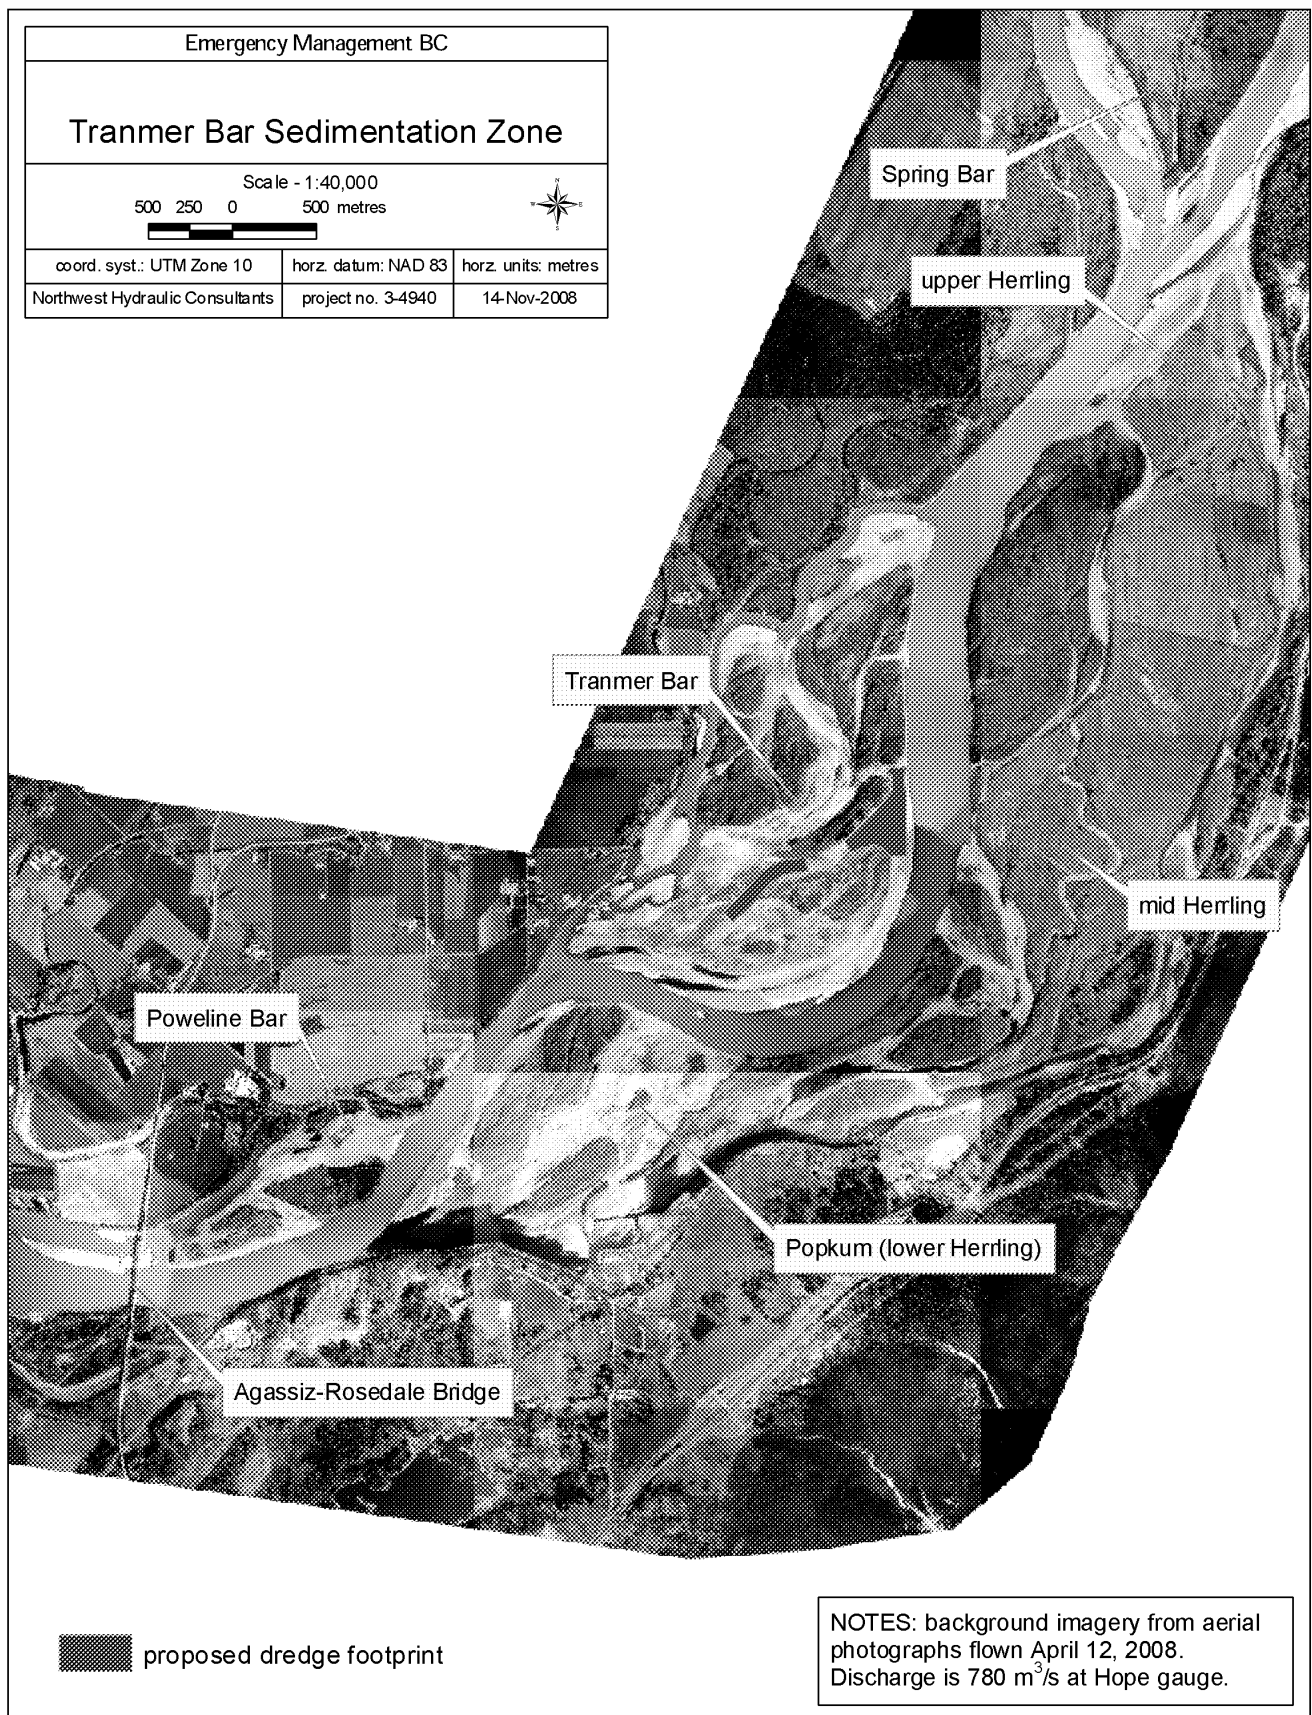 Emergency Management BC
Tranmer Bar Sedimentation Zone
Scale - 1:40,000
500 250 0 500 metres
N
W E
S
coord. syst.: UTM Zone 10 horz. datum: NAD 83 horz. units: metres
Northwest Hydraulic Consultants project no. 3-4940 14-Nov-2008
Spring Bar
upper Herrling
Tranmer Bar
mid Herrling
Poweline Bar
Popkum (lower Herrling)
Agassiz-Rosedale Bridge
proposed dredge footprint
NOTES: background imagery from aerial
photographs flown April 12, 2008.
Discharge is 780 m³/s at Hope gauge.